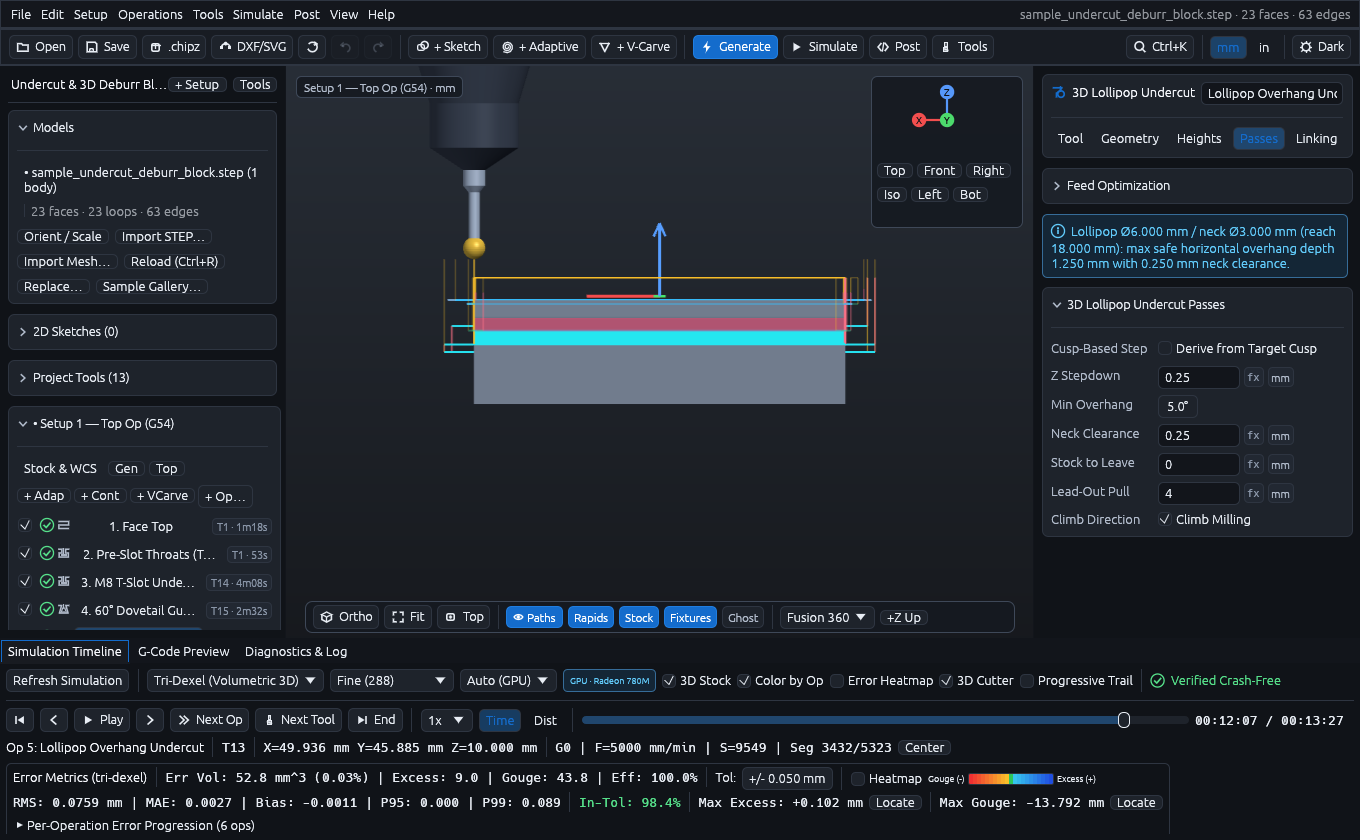 File Edit Setup Operations Tools Simulate Post View Help
sample_undercut_deburr_block.step · 23 faces · 63 edges
Open Save .chipz DXF/SVG + Sketch + Adaptive + V-Carve Generate Simulate Post Tools Ctrl+K mm in Dark
Undercut & 3D Deburr Bl... + Setup Tools
Models
• sample_undercut_deburr_block.step (1 body)
23 faces · 23 loops · 63 edges
Orient / Scale Import STEP...
Import Mesh... Reload (Ctrl+R)
Replace... Sample Gallery...
2D Sketches (0)
Project Tools (13)
• Setup 1 — Top Op (G54)
Stock & WCS Gen Top
+ Adap + Cont + VCarve + Op...
1. Face Top T1 · 1m18s
2. Pre-Slot Throats (T... T1 · 53s
3. M8 T-Slot Unde... T14 · 4m08s
4. 60° Dovetail Gu... T15 · 2m32s
Setup 1 — Top Op (G54) · mm
Z
X Y
Top Front Right
Iso Left Bot
Ortho Fit Top Paths Rapids Stock Fixtures Ghost Fusion 360 +Z Up
3D Lollipop Undercut Lollipop Overhang Unc
Tool Geometry Heights Passes Linking
Feed Optimization
Lollipop Ø6.000 mm / neck Ø3.000 mm (reach
18.000 mm): max safe horizontal overhang depth
1.250 mm with 0.250 mm neck clearance.
3D Lollipop Undercut Passes
Cusp-Based Step Derive from Target Cusp
Z Stepdown 0.25 fx mm
Min Overhang 5.0°
Neck Clearance 0.25 fx mm
Stock to Leave 0 fx mm
Lead-Out Pull 4 fx mm
Climb Direction Climb Milling
Simulation Timeline G-Code Preview Diagnostics & Log
Refresh Simulation Tri-Dexel (Volumetric 3D) Fine (288) Auto (GPU) GPU · Radeon 780M 3D Stock Color by Op Error Heatmap 3D Cutter Progressive Trail Verified Crash-Free
Play Next Op Next Tool End 1x Time Dist 00:12:07 / 00:13:27
Op 5: Lollipop Overhang Undercut T13 X=49.936 mm Y=45.885 mm Z=10.000 mm G0 | F=5000 mm/min | S=9549 | Seg 3432/5323 Center
Error Metrics (tri-dexel) Err Vol: 52.8 mm^3 (0.03%) | Excess: 9.0 | Gouge: 43.8 | Eff: 100.0% Tol: +/- 0.050 mm Heatmap Gouge (-) Excess (+)
RMS: 0.0759 mm | MAE: 0.0027 | Bias: -0.0011 | P95: 0.000 | P99: 0.089 In-Tol: 98.4% Max Excess: +0.102 mm Locate Max Gouge: -13.792 mm Locate
Per-Operation Error Progression (6 ops)